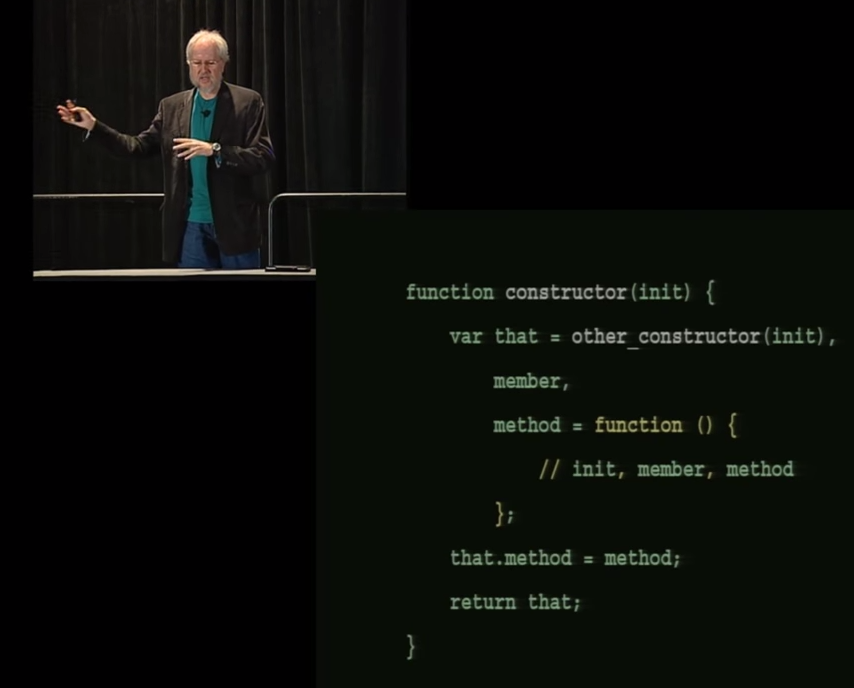 function constructor(init) {
var that = other_constructor(init),
member,
method = function () {
// init, member, method
};
that.method = method;
return that;
}